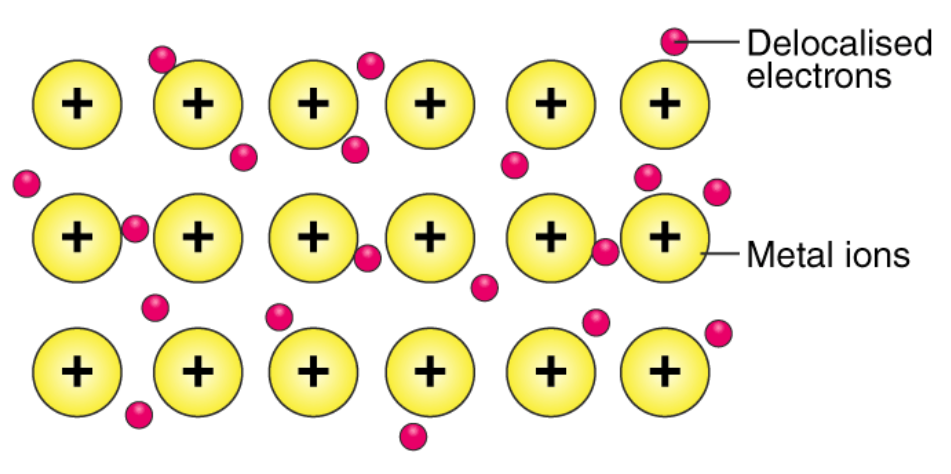 Delocalised
electrons
+ + + + + +
+ + + + + +
Metal ions
+ + + + + +